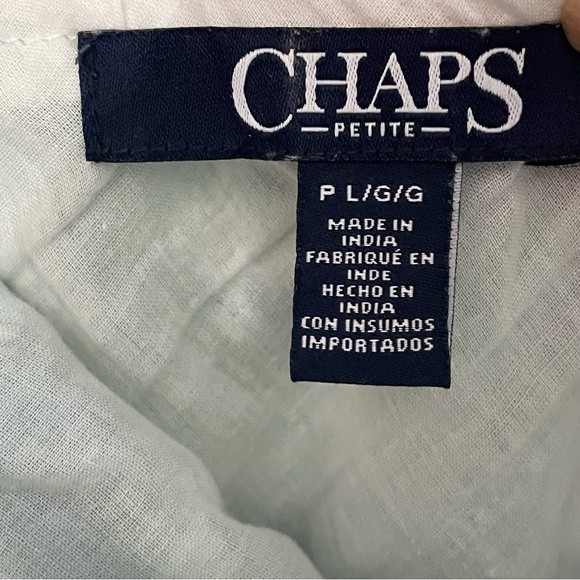 CHAPS
PETITE
P L/G/G
MADE IN
INDIA
FABRIQUÉ EN
INDE
HECHO EN
INDIA
CON INSUMOS
IMPORTADOS